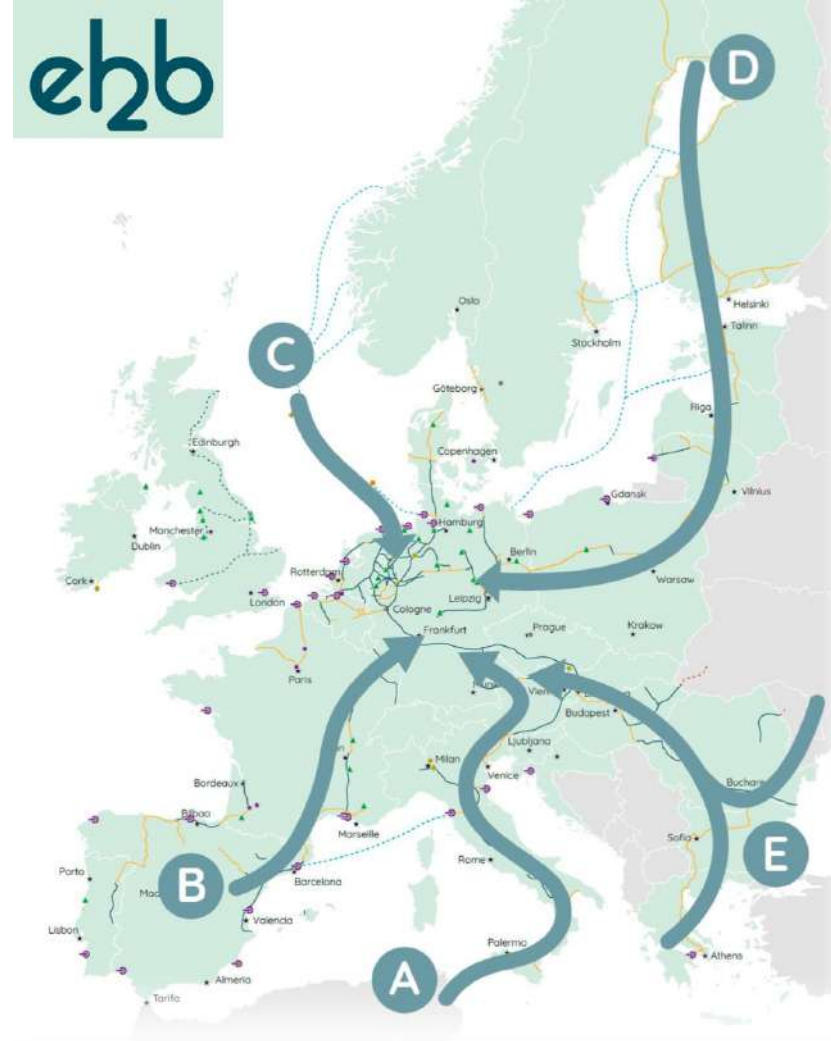 eh2b
D
Oslo
Helsinki
Talinn
Stockholm
C
Göteborg
Riga
Edinburgh
Copenhagen
Vilnius
Gdansk
Hamburg
Manchester
Dublin
Berlin
Rotterdam
Warsaw
Cork
London
Leipzig
Cologne
Frankfurt
Prague
Krakow
Paris
Budapest
Ljubljana
Bordeaux
Milan
Venice
Bilbao
Marseille
Sofia
E
Porto
B
Rome
Barcelona
Lisbon
Valencia
Palermo
Athens
A
Almeria
Tarifa